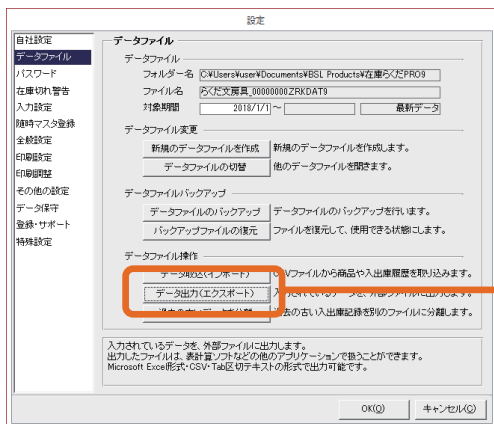 設定
自社設定
データファイル
パスワード
在庫切れ警告
入力設定
随時マスタ登録
全般設定
印刷設定
印刷調整
その他の設定
データ保守
登録・サポート
特殊設定
データファイル
データファイル
フォルダー名 C:¥Users¥user¥Documents¥BSL Products¥在庫らくだPRO9
ファイル名 らくだ文房具_00000000.ZRKDAT9
対象期間 2018/1/1 ~ 最新データ
データファイル変更
新規のデータファイルを作成 新規のデータファイルを作成します。
データファイルの切替 他のデータファイルを開きます。
データファイルバックアップ
データファイルのバックアップ データファイルのバックアップを行います。
バックアップファイルの復元 ファイルを復元して、使用できる状態にします。
データファイル操作
データ取込(インポート) CSVファイルから商品や入出庫履歴を取り込みます。
データ出力(エクスポート) 入力されているデータを、外部ファイルに出力します。
過去の古い入出庫記録を別のファイルに分離します。
入力されているデータを、外部ファイルに出力します。
出力したファイルは、表計算ソフトなどの他のアプリケーションで扱うことができます。
Microsoft Excel形式・CSV・Tab区切テキストの形式で出力可能です。
OK(O) キャンセル(C)